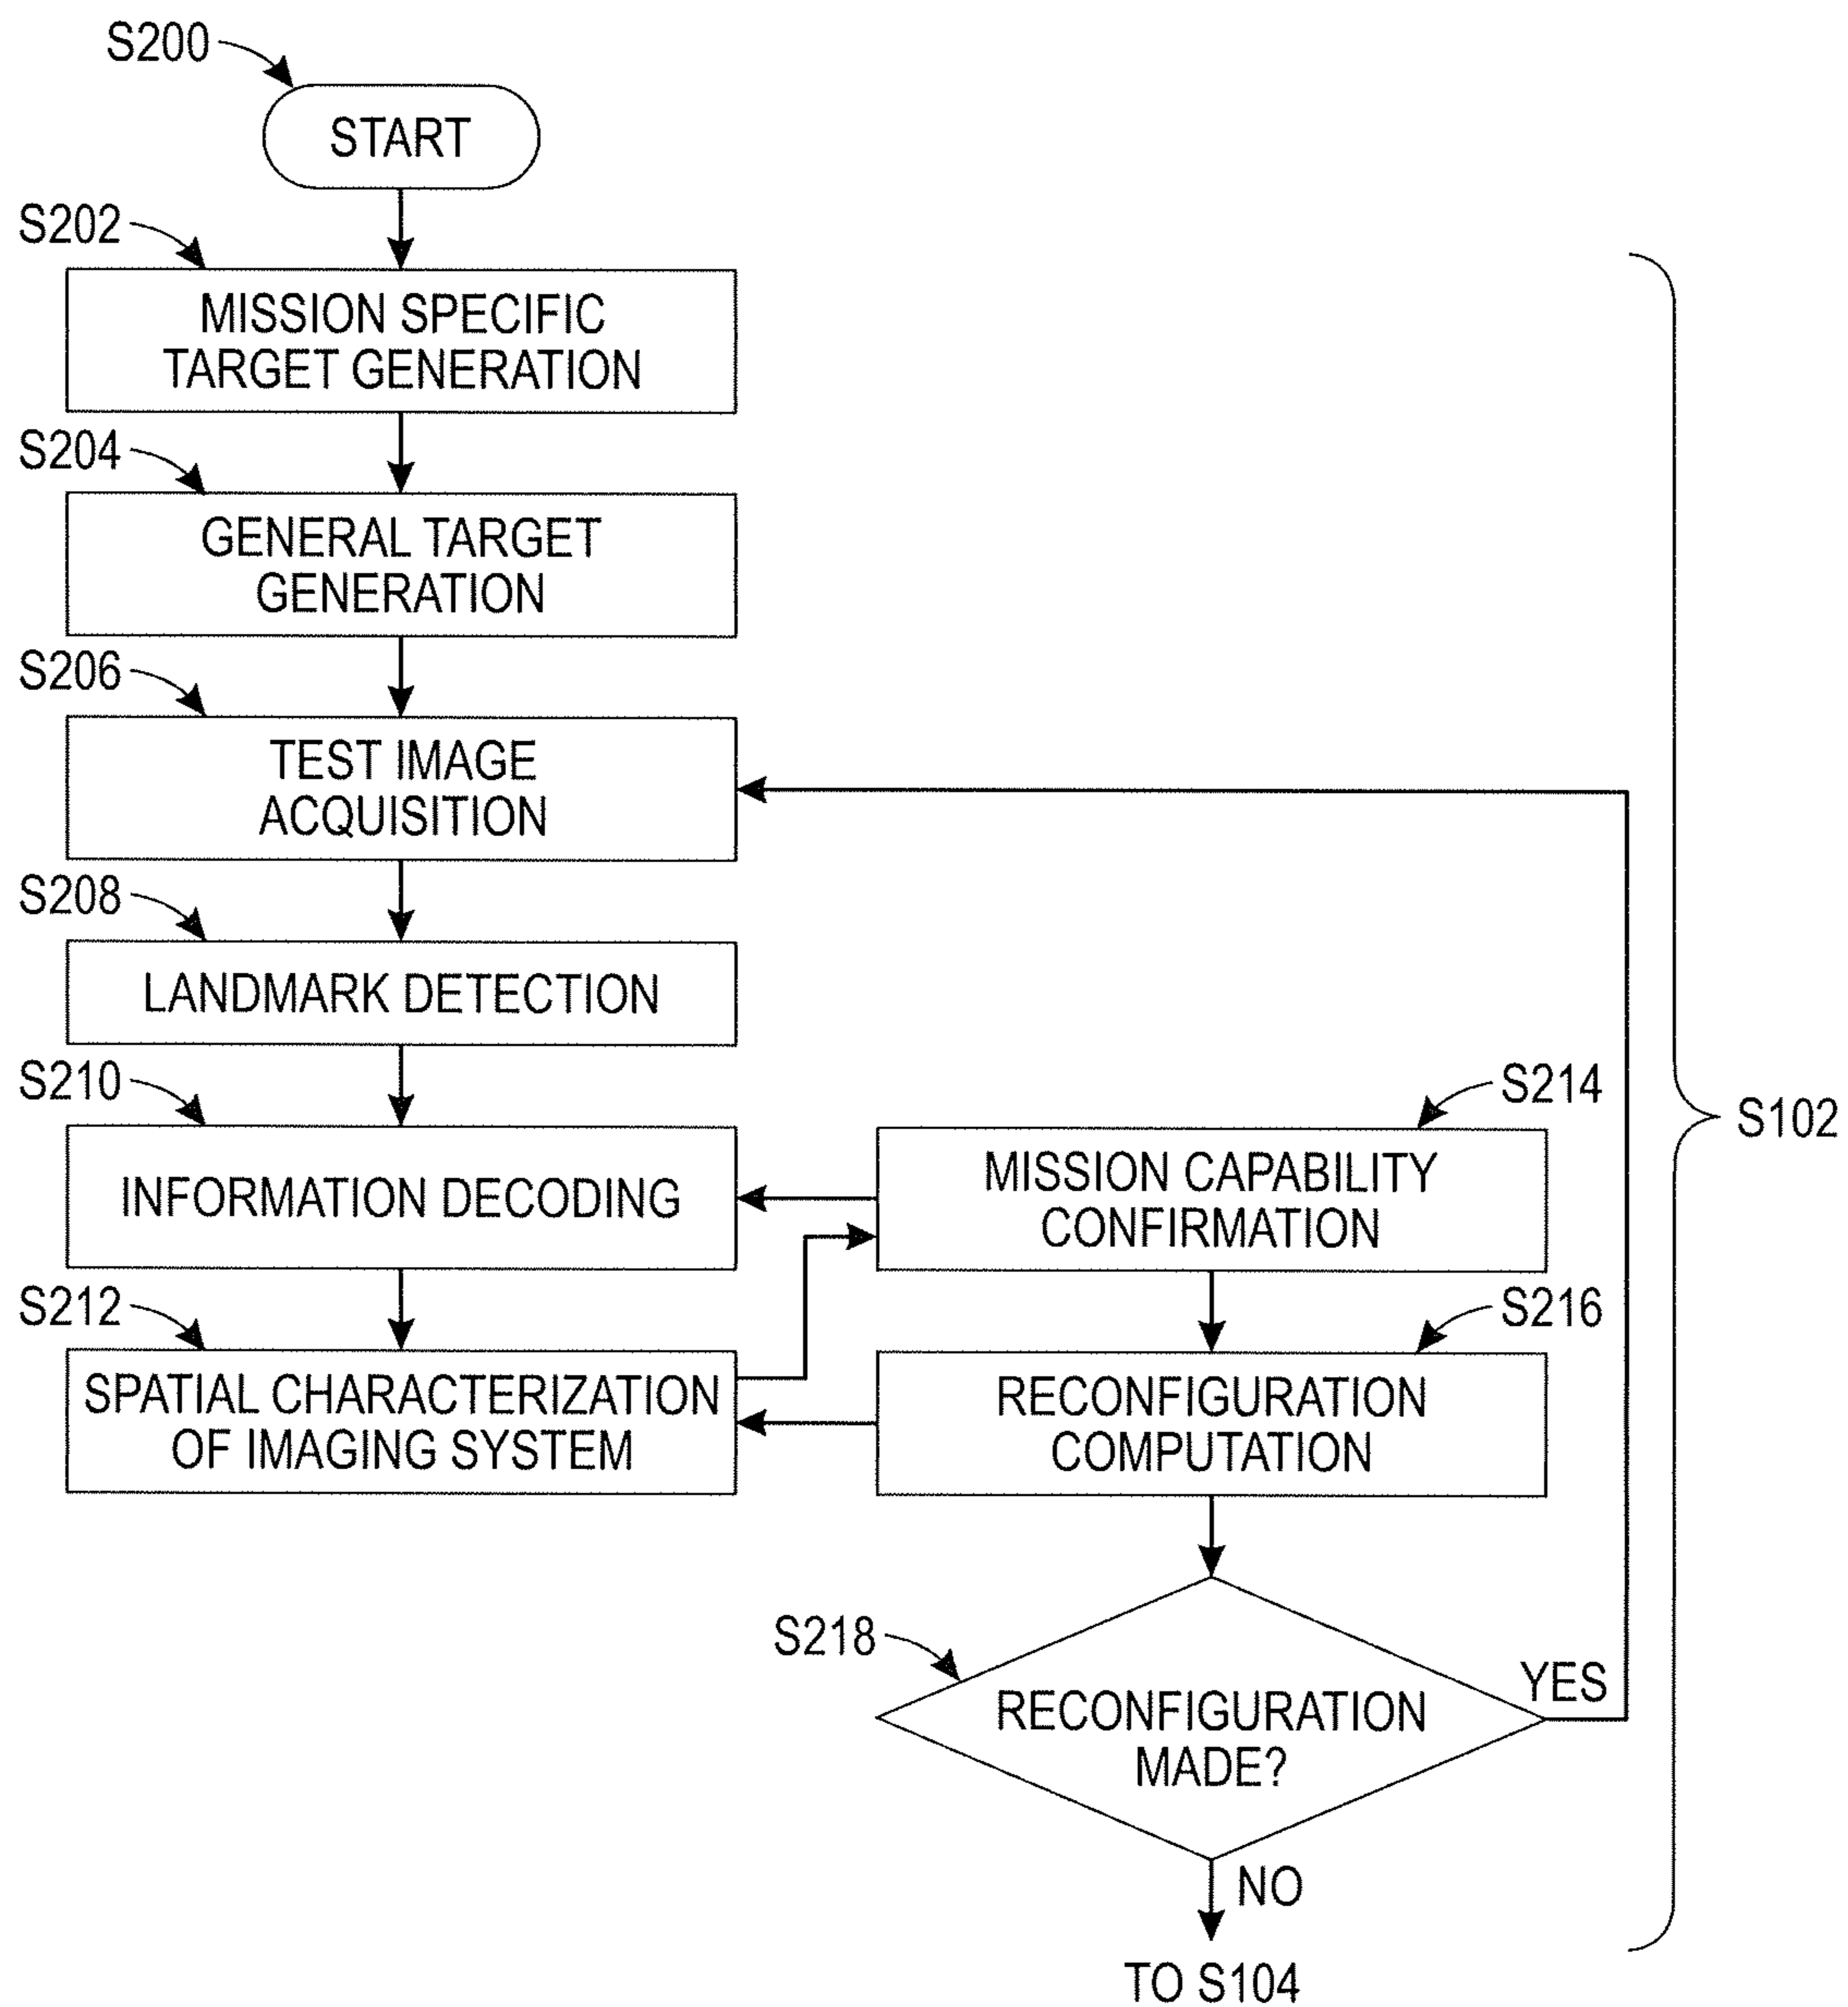 S200
START
S202
MISSION SPECIFIC
TARGET GENERATION
S204
GENERAL TARGET
GENERATION
S206
TEST IMAGE
ACQUISITION
S208
LANDMARK DETECTION
S210
INFORMATION DECODING
S212
SPATIAL CHARACTERIZATION
OF IMAGING SYSTEM
S214
MISSION CAPABILITY
CONFIRMATION
S216
RECONFIGURATION
COMPUTATION
S218
RECONFIGURATION
MADE?
YES
NO
TO S104
S102